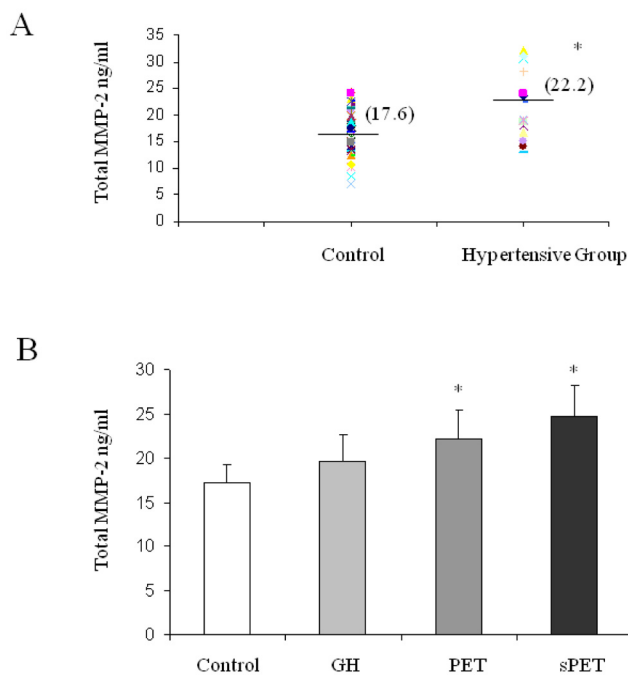 A
Total MMP-2 ng/ml
35
30
25
20
15
10
5
0
*
(17.6)
(22.2)
Control
Hypertensive Group
B
Total MMP-2 ng/ml
30
25
20
15
10
5
0
*
*
Control
GH
PET
sPET